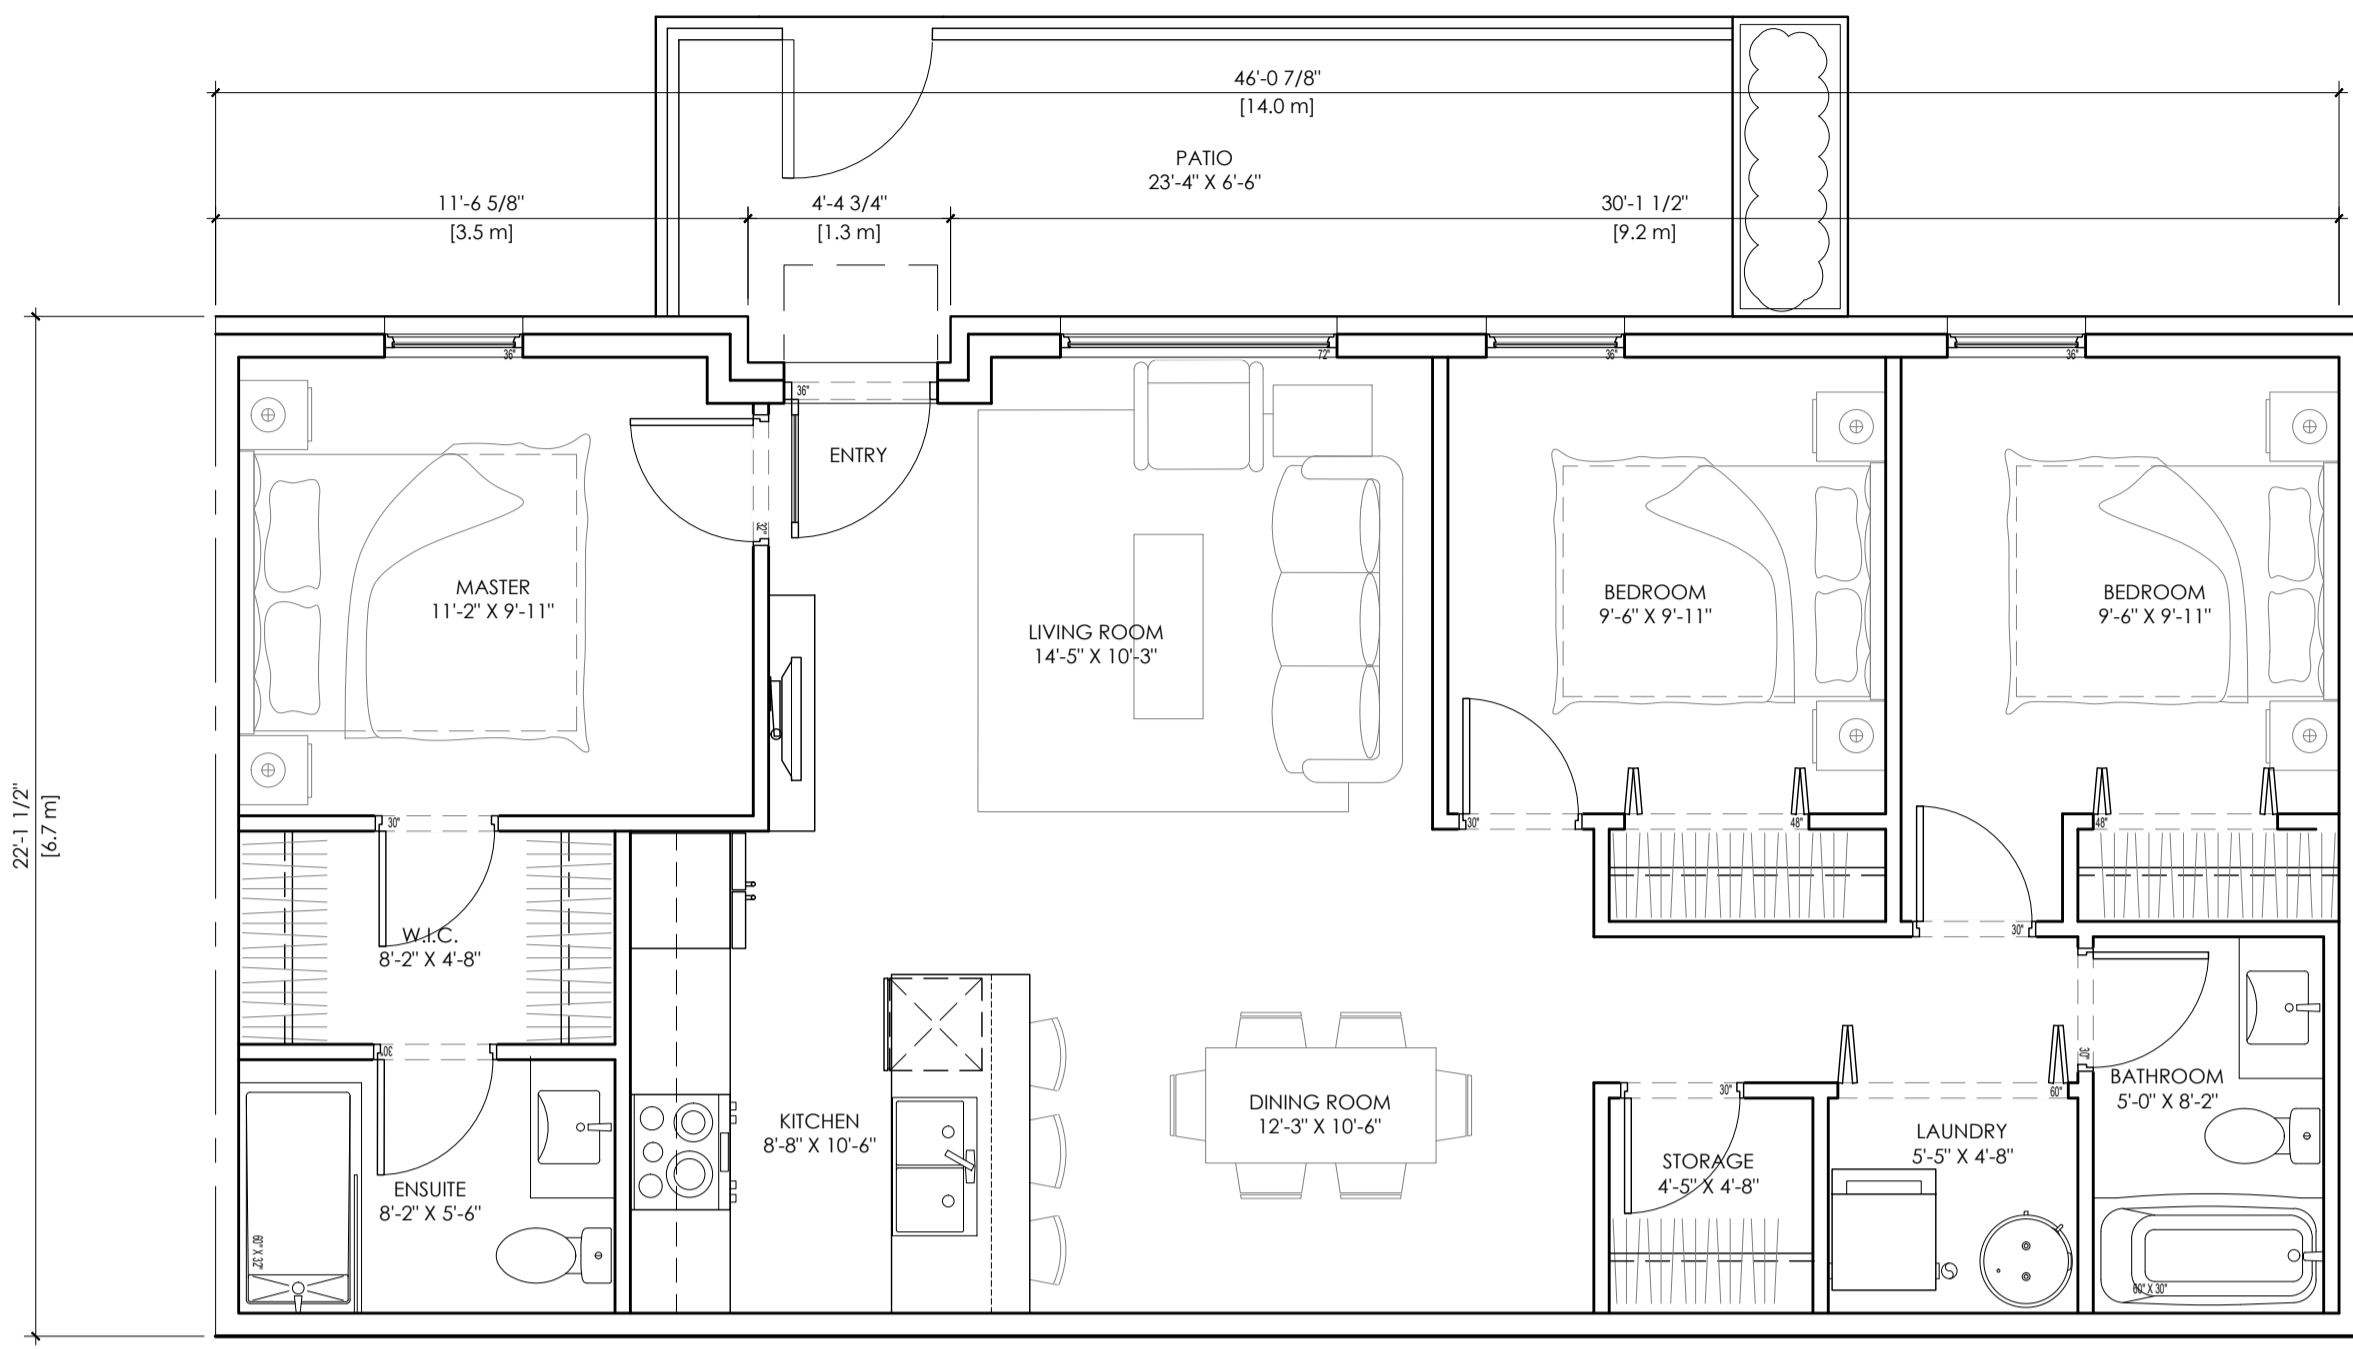 46'-0 7/8"
[14.0 m]
PATIO
23'-4" X 6'-6"
11'-6 5/8"
[3.5 m]
4'-4 3/4"
[1.3 m]
30'-1 1/2"
[9.2 m]
36"
72"
36"
36"
36"
ENTRY
32"
MASTER
11'-2" X 9'-11"
BEDROOM
9'-6" X 9'-11"
BEDROOM
9'-6" X 9'-11"
LIVING ROOM
14'-5" X 10'-3"
22'-1 1/2"
[6.7 m]
30"
30"
48"
48"
30"
W.I.C.
8'-2" X 4'-8"
30"
30"
BATHROOM
5'-0" X 8'-2"
30"
60"
DINING ROOM
12'-3" X 10'-6"
KITCHEN
8'-8" X 10'-6"
LAUNDRY
5'-5" X 4'-8"
STORAGE
4'-5" X 4'-8"
ENSUITE
8'-2" X 5'-6"
60" X 32"
60" X 30"